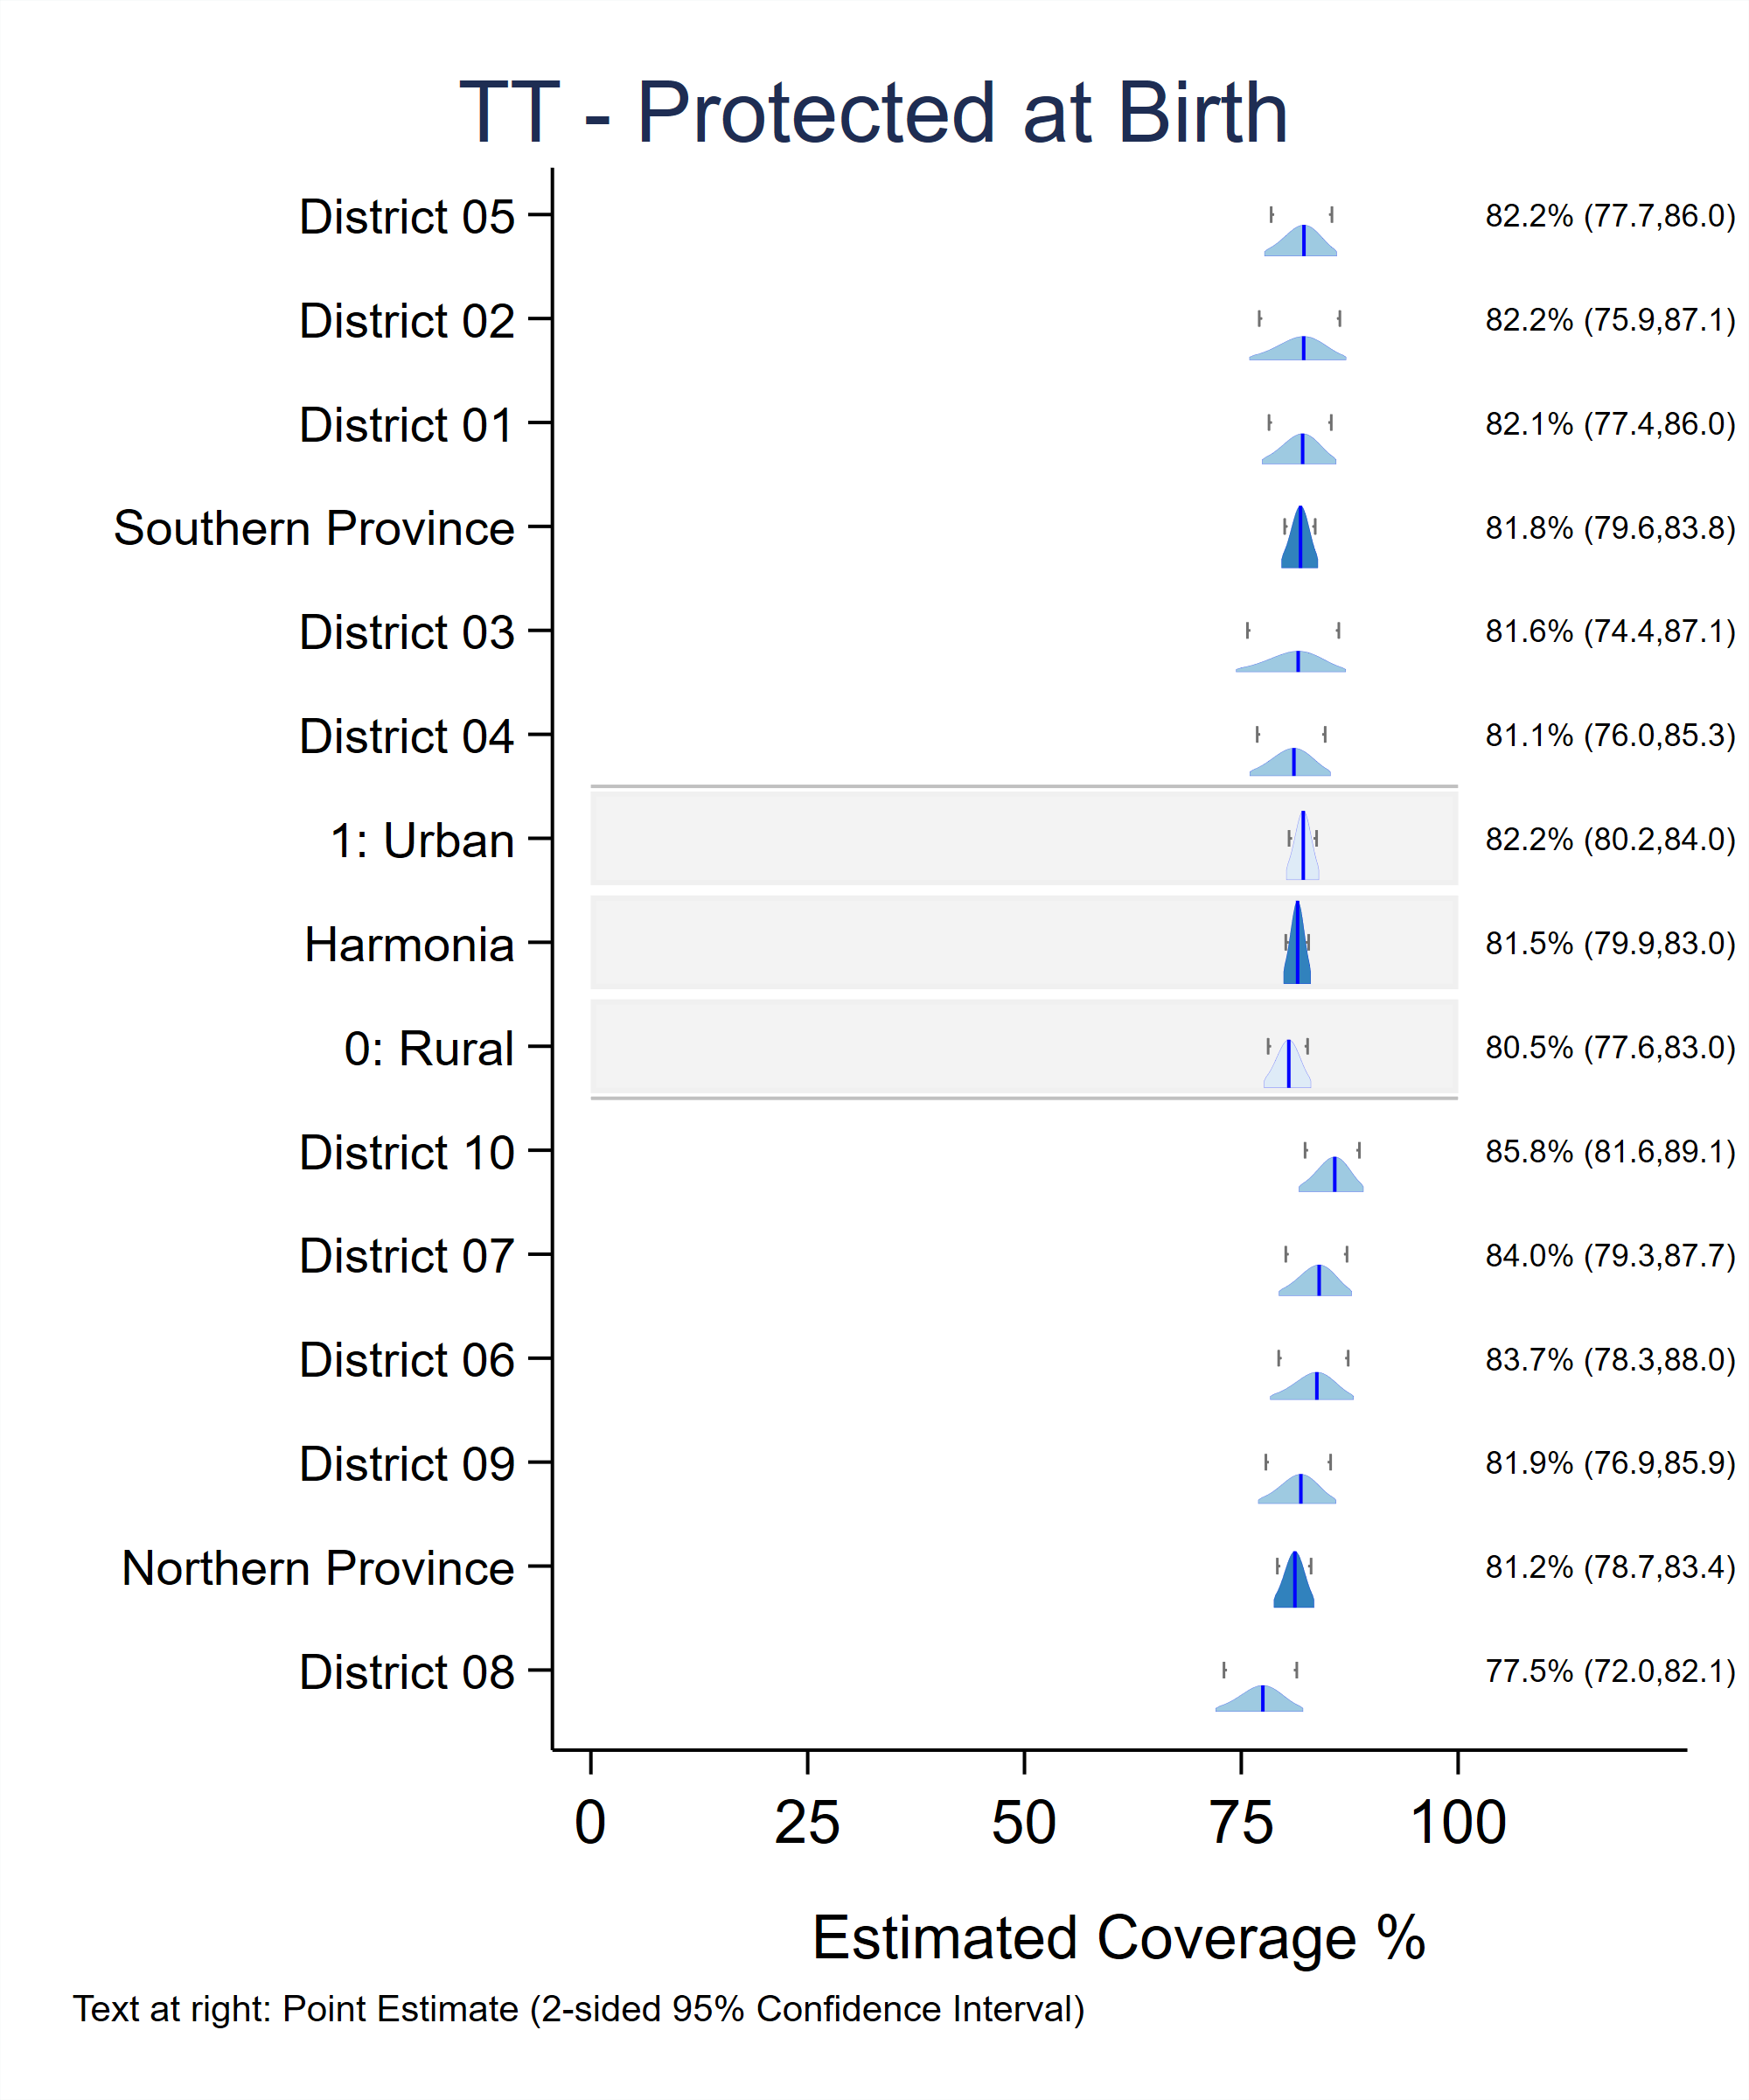 TT - Protected at Birth
District 05 82.2% (77.7,86.0)
District 02 82.2% (75.9,87.1)
District 01 82.1% (77.4,86.0)
Southern Province 81.8% (79.6,83.8)
District 03 81.6% (74.4,87.1)
District 04 81.1% (76.0,85.3)
1: Urban 82.2% (80.2,84.0)
Harmonia 81.5% (79.9,83.0)
0: Rural 80.5% (77.6,83.0)
District 10 85.8% (81.6,89.1)
District 07 84.0% (79.3,87.7)
District 06 83.7% (78.3,88.0)
District 09 81.9% (76.9,85.9)
Northern Province 81.2% (78.7,83.4)
District 08 77.5% (72.0,82.1)
0 25 50 75 100
Estimated Coverage %
Text at right: Point Estimate (2-sided 95% Confidence Interval)